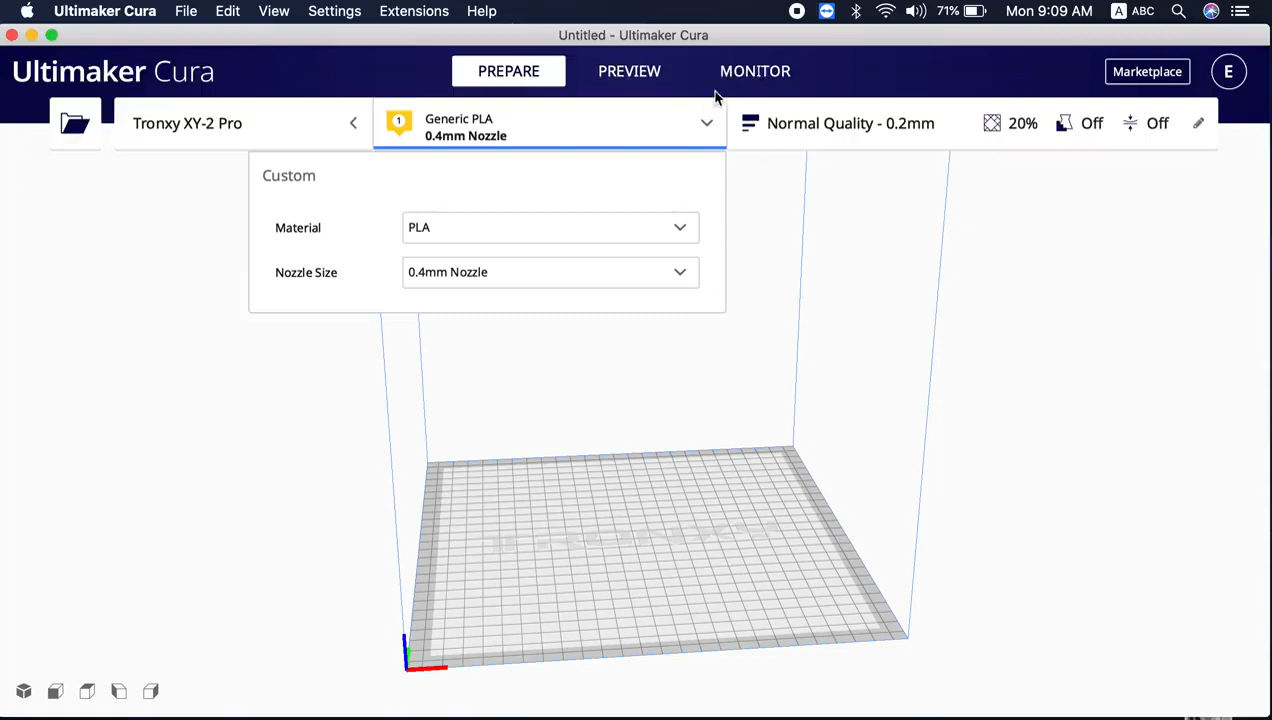 Ultimaker Cura File Edit View Settings Extensions Help 71% Mon 9:09 AM A ABC
Untitled - Ultimaker Cura
Ultimaker Cura PREPARE PREVIEW MONITOR Marketplace E
Tronxy XY-2 Pro 1 Generic PLA
0.4mm Nozzle
Normal Quality - 0.2mm 20% Off Off
Custom
Material PLA
Nozzle Size 0.4mm Nozzle
TRONXY